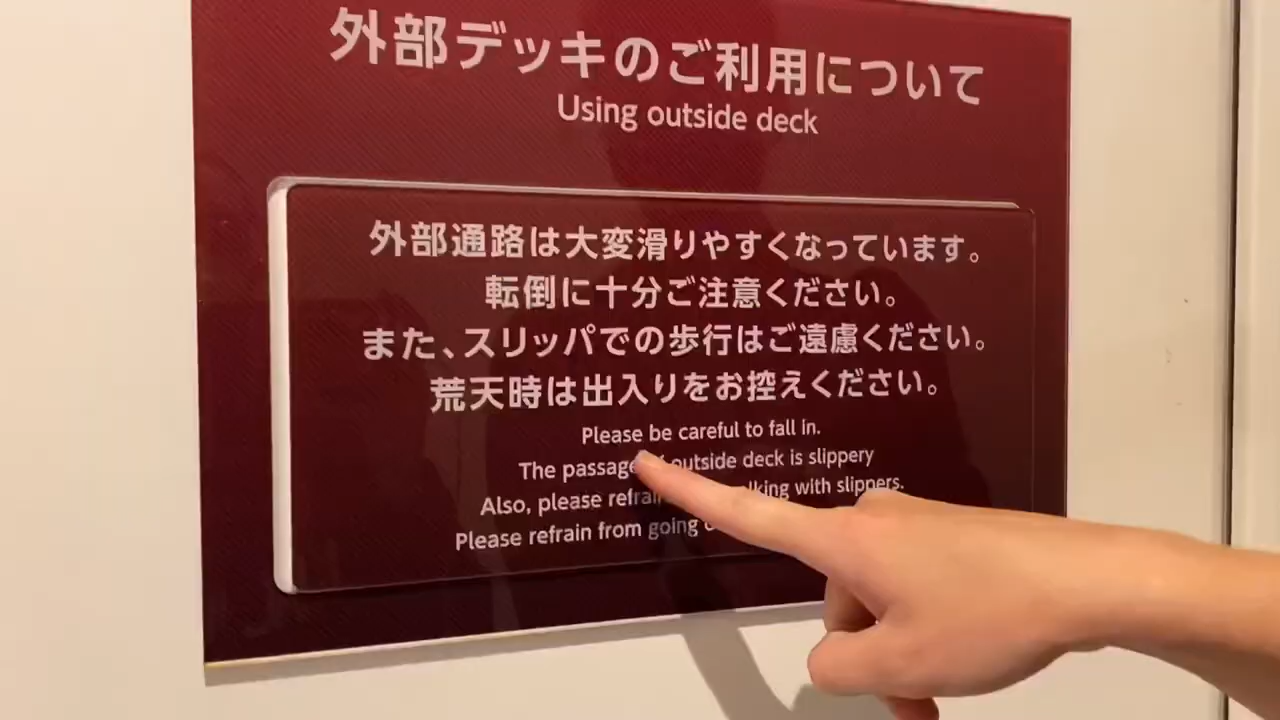 外部デッキのご利用について
Using outside deck
外部通路は大変滑りやすくなっています。
転倒に十分ご注意ください。
また、スリッパでの歩行はご遠慮ください。
荒天時は出入りをお控えください。
Please be careful to fall in.
The passage outside deck is slippery
Also, please with slippers.
Please refrain from going